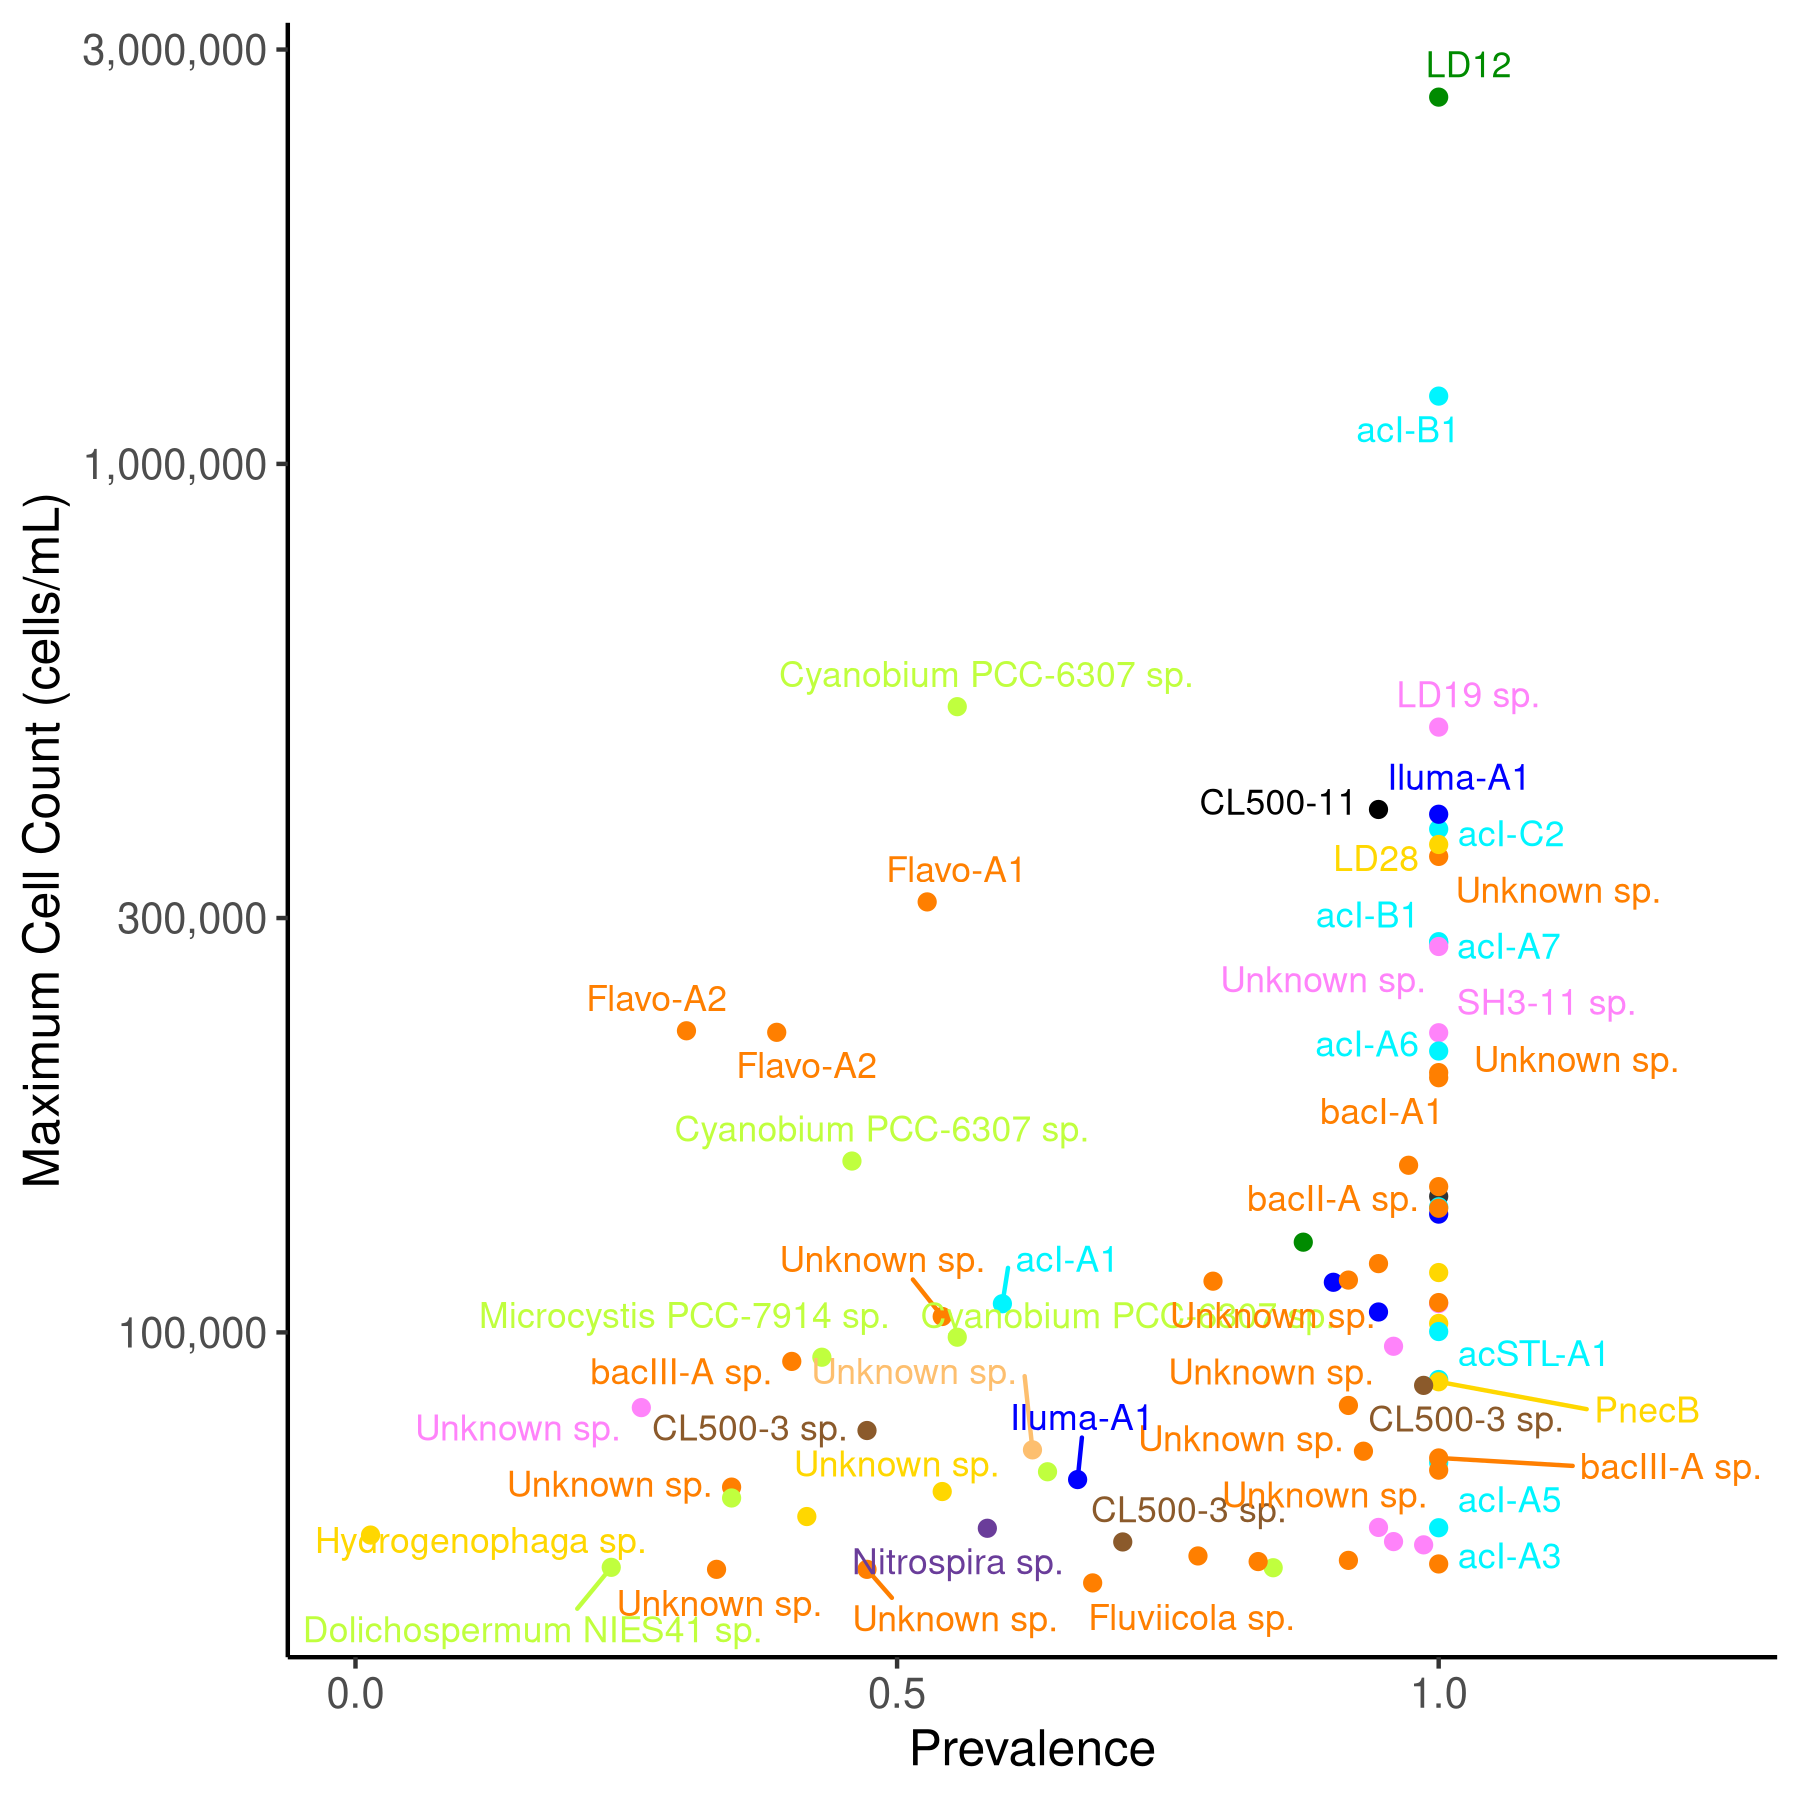 3,000,000
LD12
acI-B1
1,000,000
Cyanobium PCC-6307 sp.
LD19 sp.
Iluma-A1
CL500-11
acI-C2
LD28
Flavo-A1
Unknown sp.
300,000
acI-B1
acI-A7
Unknown sp.
Flavo-A2
SH3-11 sp.
acI-A6
Unknown sp.
Flavo-A2
bacI-A1
Cyanobium PCC-6307 sp.
bacII-A sp.
Unknown sp.
acI-A1
Microcystis PCC-7914 sp.
Cyanobium PCC-6307 sp.
Unknown sp.
100,000
acSTL-A1
bacIII-A sp.
Unknown sp.
Unknown sp.
PnecB
Iluma-A1
CL500-3 sp.
Unknown sp.
CL500-3 sp.
Unknown sp.
Unknown sp.
bacIII-A sp.
Unknown sp.
Unknown sp.
acI-A5
CL500-3 sp.
Hydrogenophaga sp.
Nitrospira sp.
acI-A3
Unknown sp.
Unknown sp.
Fluviicola sp.
Dolichospermum NIES41 sp.
0.0
0.5
1.0
Prevalence
Maximum Cell Count (cells/mL)